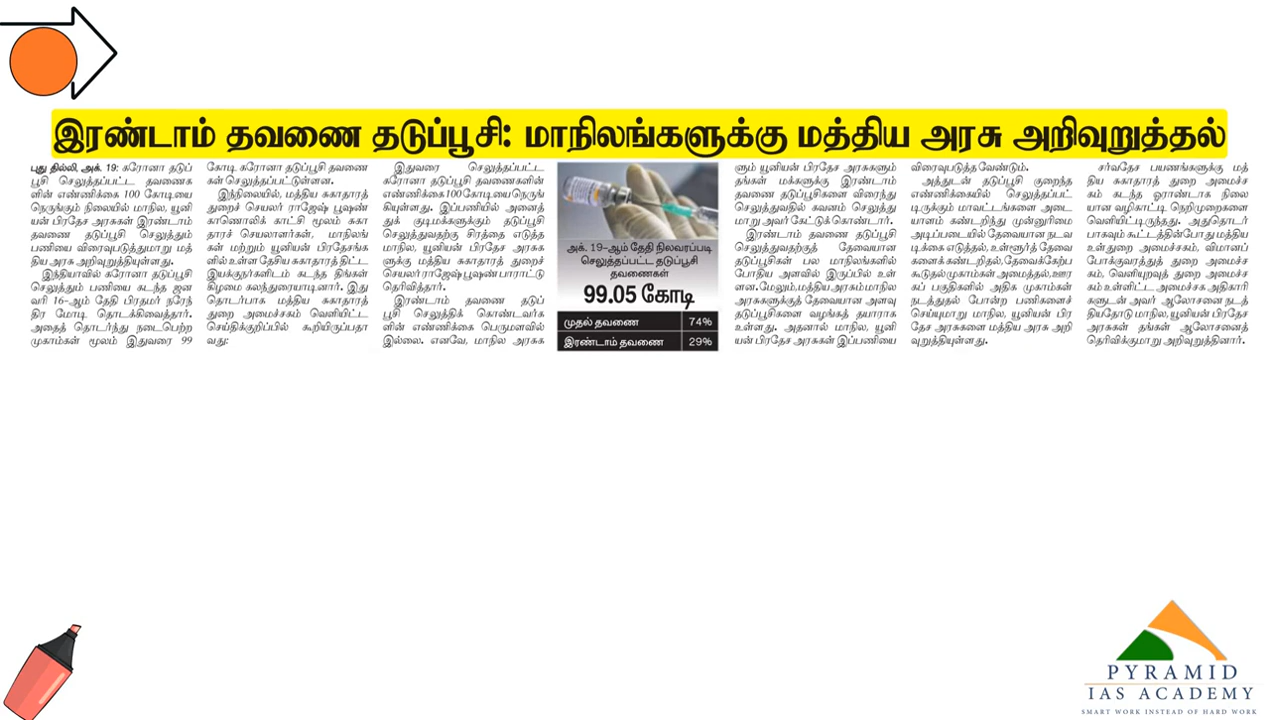 இரண்டாம் தவணை தடுப்பூசி: மாநிலங்களுக்கு மத்திய அரசு அறிவுறுத்தல்
புது தில்லி, அக். 19: கரோனா தடுப்
பூசி செலுத்தப்பட்ட தவணைக
ளின் எண்ணிக்கை 100 கோடியை
நெருங்கும் நிலையில் மாநில, யூனி
யன் பிரதேச அரசுகள் இரண்டாம்
தவணை தடுப்பூசி செலுத்தும்
பணியை விரைவுபடுத்துமாறு மத்
திய அரசு அறிவுறுத்தியுள்ளது.
இந்தியாவில் கரோனா தடுப்பூசி
செலுத்தும் பணியை கடந்த ஜன
வரி 16-ஆம் தேதி பிரதமர் நரேந்
திர மோடி தொடக்கிவைத்தார்.
அதைத் தொடர்ந்து நடைபெற்ற
முகாம்கள் மூலம் இதுவரை 99
கோடி கரோனா தடுப்பூசி தவணை
கள் செலுத்தப்பட்டுள்ளன.
இந்நிலையில், மத்திய சுகாதாரத்
துறைச் செயலர் ராஜேஷ் பூஷண்
காணொலிக் காட்சி மூலம் சுகா
தாரச் செயலாளர்கள், மாநிலங்
கள் மற்றும் யூனியன் பிரதேசங்க
ளில் உள்ள தேசிய சுகாதாரத் திட்ட
இயக்குநர்களிடம் கடந்த திங்கள்
கிழமை கலந்துரையாடினார். இது
தொடர்பாக மத்திய சுகாதாரத்
துறை அமைச்சகம் வெளியிட்ட
செய்திக்குறிப்பில் கூறியிருப்பதா
வது:
இதுவரை செலுத்தப்பட்ட
கரோனா தடுப்பூசி தவணைகளின்
எண்ணிக்கை 100 கோடியை நெருங்
கியுள்ளது. இப்பணியில் அனைத்
துக் குடிமக்களுக்கும் தடுப்பூசி
செலுத்துவதற்கு சிரத்தை எடுத்த
மாநில, யூனியன் பிரதேச அரசுக
ளுக்கு மத்திய சுகாதாரத் துறைச்
செயலர் ராஜேஷ் பூஷண் பாராட்டு
தெரிவித்தார்.
இரண்டாம் தவணை தடுப்
பூசி செலுத்திக் கொண்டவர்க
ளின் எண்ணிக்கை பெருமளவில்
இல்லை. எனவே, மாநில அரசுக
அக். 19-ஆம் தேதி நிலவரப்படி
செலுத்தப்பட்ட தடுப்பூசி
தவணைகள்
99.05 கோடி
முதல் தவணை 74%
இரண்டாம் தவணை 29%
ளும் யூனியன் பிரதேச அரசுகளும்
தங்கள் மக்களுக்கு இரண்டாம்
தவணை தடுப்பூசிகளை விரைந்து
செலுத்துவதில் கவனம் செலுத்து
மாறு அவர் கேட்டுக் கொண்டார்.
இரண்டாம் தவணை தடுப்பூசி
செலுத்துவதற்குத் தேவையான
தடுப்பூசிகள் பல மாநிலங்களில்
போதிய அளவில் இருப்பில் உள்
ளன. மேலும், மத்திய அரசும் மாநில
அரசுகளுக்குத் தேவையான அளவு
தடுப்பூசிகளை வழங்கத் தயாராக
உள்ளது. அதனால் மாநில, யூனி
யன் பிரதேச அரசுகள் இப்பணியை
விரைவுபடுத்த வேண்டும்.
அத்துடன் தடுப்பூசி குறைந்த
எண்ணிக்கையில் செலுத்தப்பட்
டிருக்கும் மாவட்டங்களை அடை
யாளம் கண்டறிந்து முன்னுரிமை
அடிப்படையில் தேவையான நடவ
டிக்கை எடுத்தல், உள்ளூர்த் தேவை
களைக் கண்டறிதல், தேவைக்கேற்ப
கூடுதல் முகாம்கள் அமைத்தல், ஊர
கப் பகுதிகளில் அதிக முகாம்கள்
நடத்துதல் போன்ற பணிகளைச்
செய்யுமாறு மாநில, யூனியன் பிர
தேச அரசுகளை மத்திய அரசு அறி
வுறுத்தியுள்ளது.
சர்வதேச பயணங்களுக்கு மத்
திய சுகாதாரத் துறை அமைச்ச
கம் கடந்த ஓராண்டாக நிலை
யான வழிகாட்டி நெறிமுறைகளை
வெளியிட்டிருந்தது. அதுதொடர்
பாகவும் கூட்டத்தின்போது மத்திய
உள்துறை அமைச்சகம், விமானப்
போக்குவரத்துத் துறை அமைச்ச
கம், வெளியுறவுத் துறை அமைச்ச
கம் உள்ளிட்ட அமைச்சக அதிகாரி
களுடன் அவர் ஆலோசனை நடத்
தியதோடு மாநில, யூனியன் பிரதேச
அரசுகள் தங்கள் ஆலோசனைத்
தெரிவிக்குமாறு அறிவுறுத்தினார்.
PYRAMID
IAS ACADEMY
SMART WORK INSTEAD OF HARD WORK